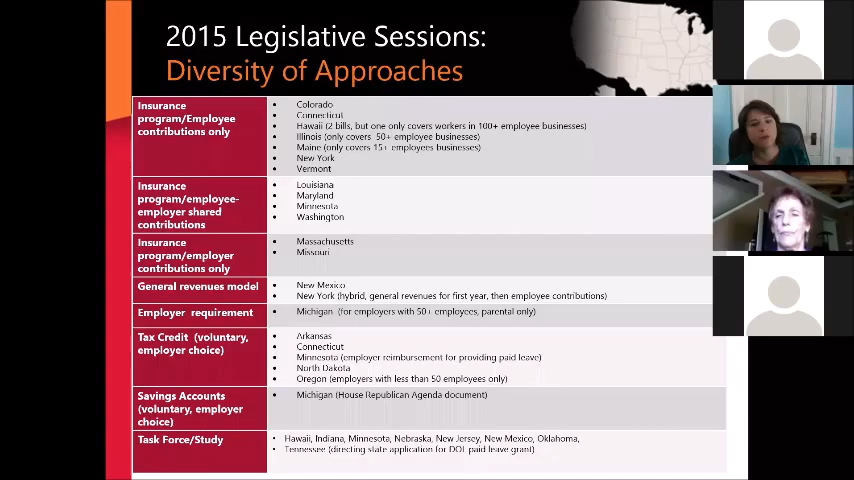 2015 Legislative Sessions:
Diversity of Approaches
Insurance
program/Employee
contributions only
• Colorado
• Connecticut
• Hawaii (2 bills, but one only covers workers in 100+ employee businesses)
• Illinois (only covers 50+ employee businesses)
• Maine (only covers 15+ employees businesses)
• New York
• Vermont
Insurance
program/employee-
employer shared
contributions
• Louisiana
• Maryland
• Minnesota
• Washington
Insurance
program/employer
contributions only
• Massachusetts
• Missouri
General revenues model
• New Mexico
• New York (hybrid, general revenues for first year, then employee contributions)
Employer requirement
• Michigan (for employers with 50+ employees, parental only)
Tax Credit (voluntary,
employer choice)
• Arkansas
• Connecticut
• Minnesota (employer reimbursement for providing paid leave)
• North Dakota
• Oregon (employers with less than 50 employees only)
Savings Accounts
(voluntary, employer
choice)
• Michigan (House Republican Agenda document)
Task Force/Study
• Hawaii, Indiana, Minnesota, Nebraska, New Jersey, New Mexico, Oklahoma,
• Tennessee (directing state application for DOL paid leave grant)